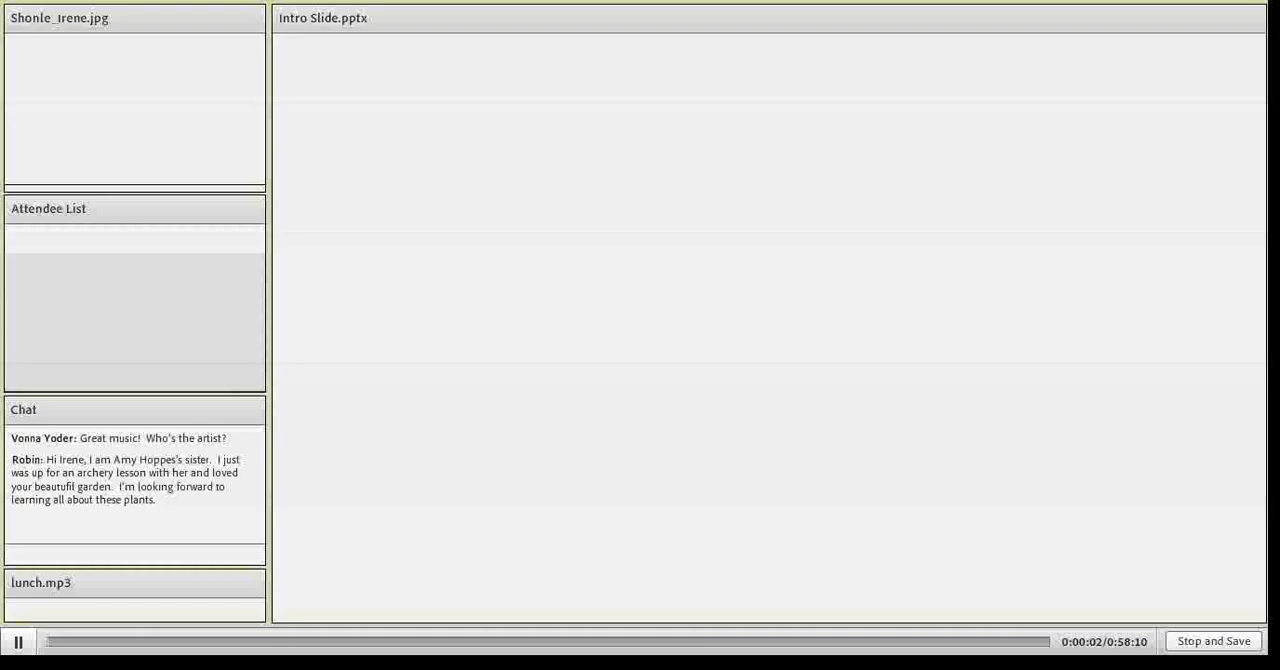 Shonle_Irene.jpg
Intro Slide.pptx
Attendee List
Chat
Vonna Yoder: Great music! Who's the artist?
Robin: Hi Irene, I am Amy Hoppes's sister. I just
was up for an archery lesson with her and loved
your beautufil garden. I'm looking forward to
learning all about these plants.
lunch.mp3
0:00:02/0:58:10
Stop and Save